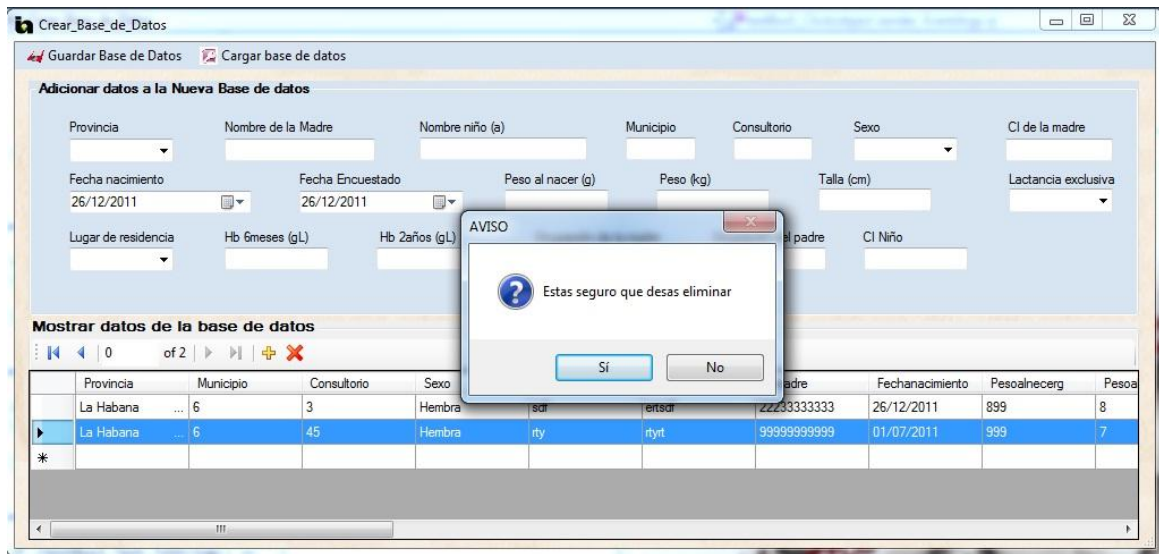 Crear_Base_de_Datos
Guardar Base de Datos Cargar base de datos
Adicionar datos a la Nueva Base de datos
Provincia Nombre de la Madre Nombre niño (a) Municipio Consultorio Sexo CI de la madre
Fecha nacimiento Fecha Encuestado Peso al nacer (g) Peso (kg) Talla (cm) Lactancia exclusiva
26/12/2011 26/12/2011
AVISO
Lugar de residencia Hb 6meses (gL) Hb 2años (gL) el padre CI Niño
Estas seguro que desas eliminar
Sí No
Mostrar datos de la base de datos
0 of 2
Provincia Municipio Consultorio Sexo adre Fechanacimiento Pesoalnecerg Pesoa
La Habana ... 6 3 Hembra sdf ertsdf 22233333333 26/12/2011 899 8
La Habana ... 6 45 Hembra rty rtyrt 99999999999 01/07/2011 999 7